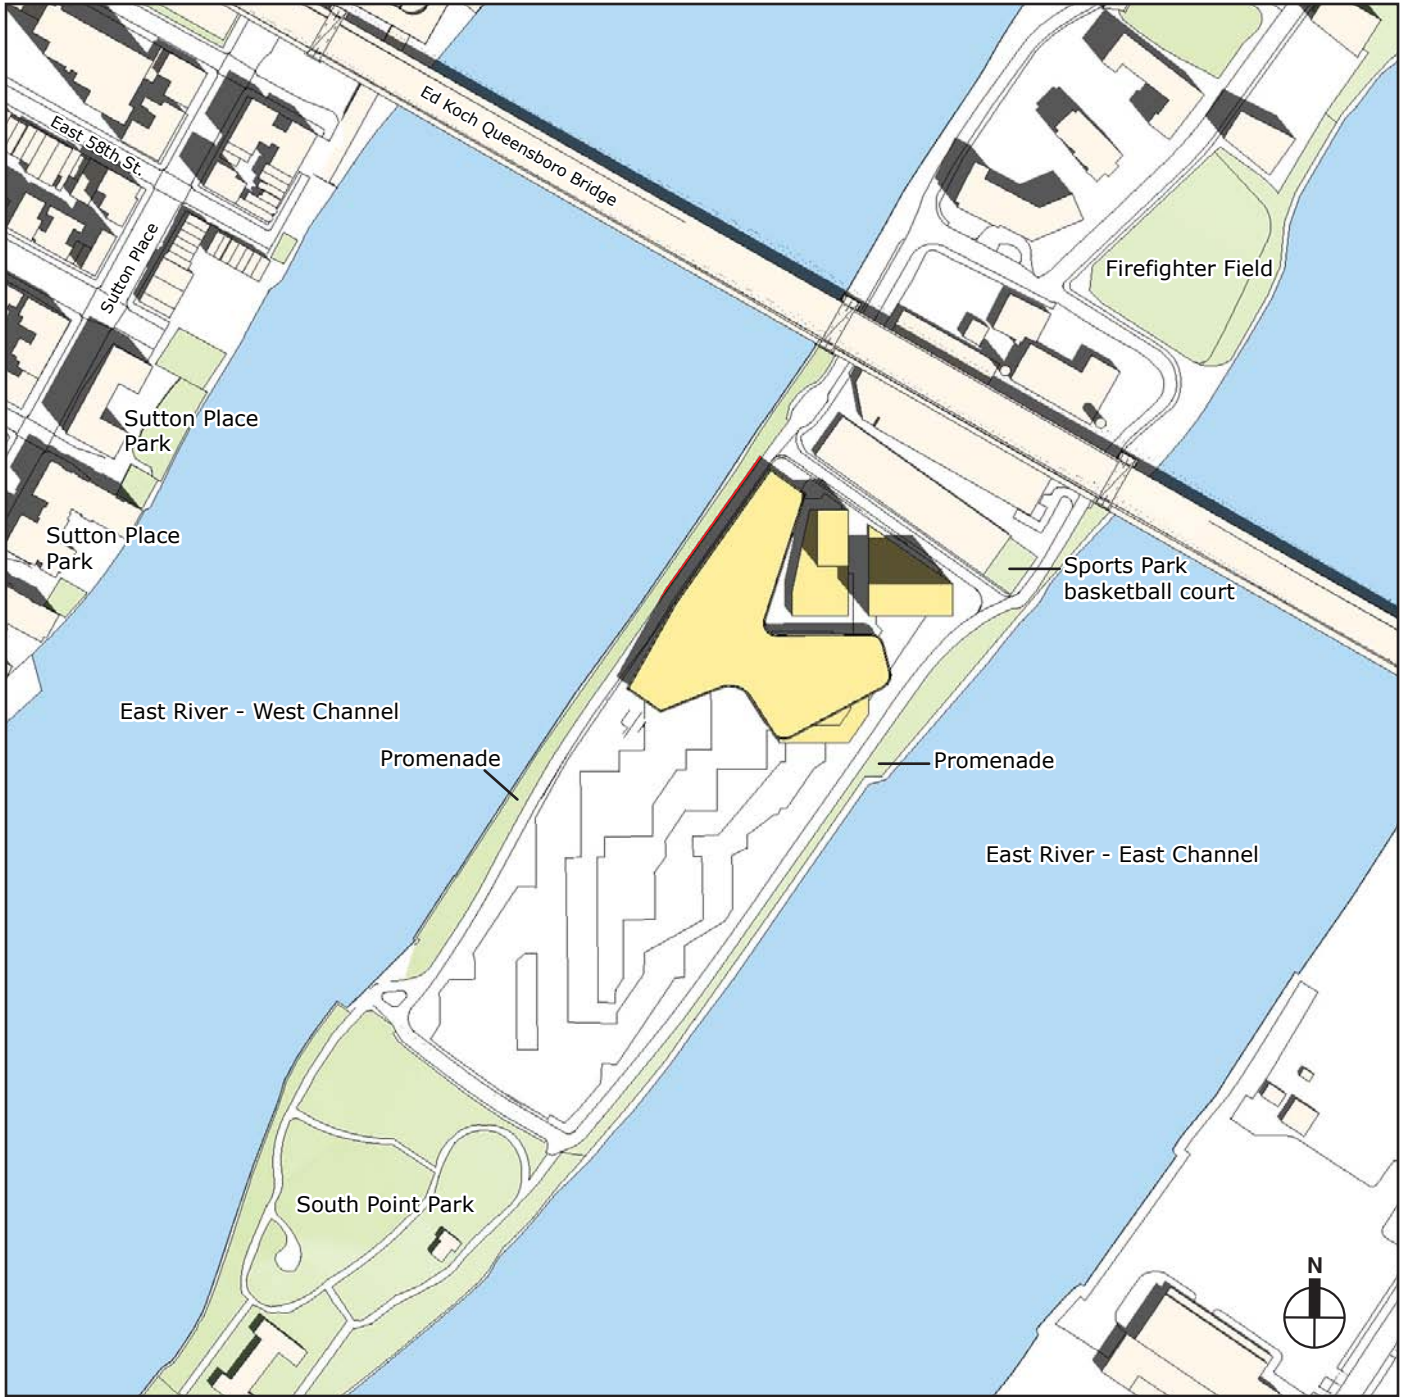 Ed Koch Queensboro Bridge
East 58th St.
Sutton Place
Firefighter Field
Sutton Place
Park
Sutton Place
Park
Sports Park
basketball court
East River - West Channel
Promenade
Promenade
East River - East Channel
South Point Park
N